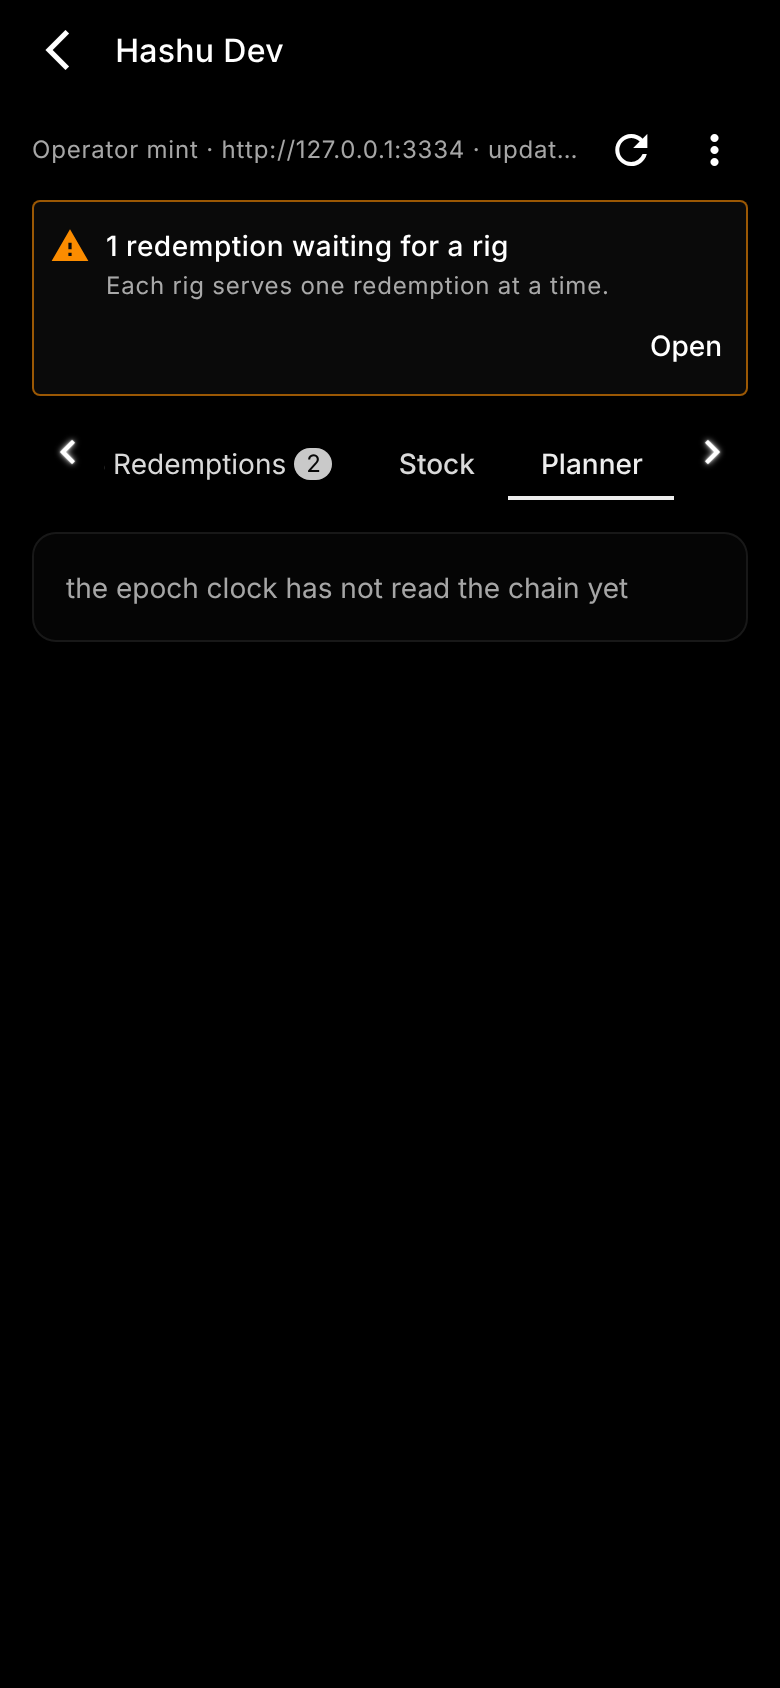 Hashu Dev
Operator mint · http://127.0.0.1:3334 · updat...
1 redemption waiting for a rig
Each rig serves one redemption at a time.
Open
Redemptions 2 Stock Planner
the epoch clock has not read the chain yet